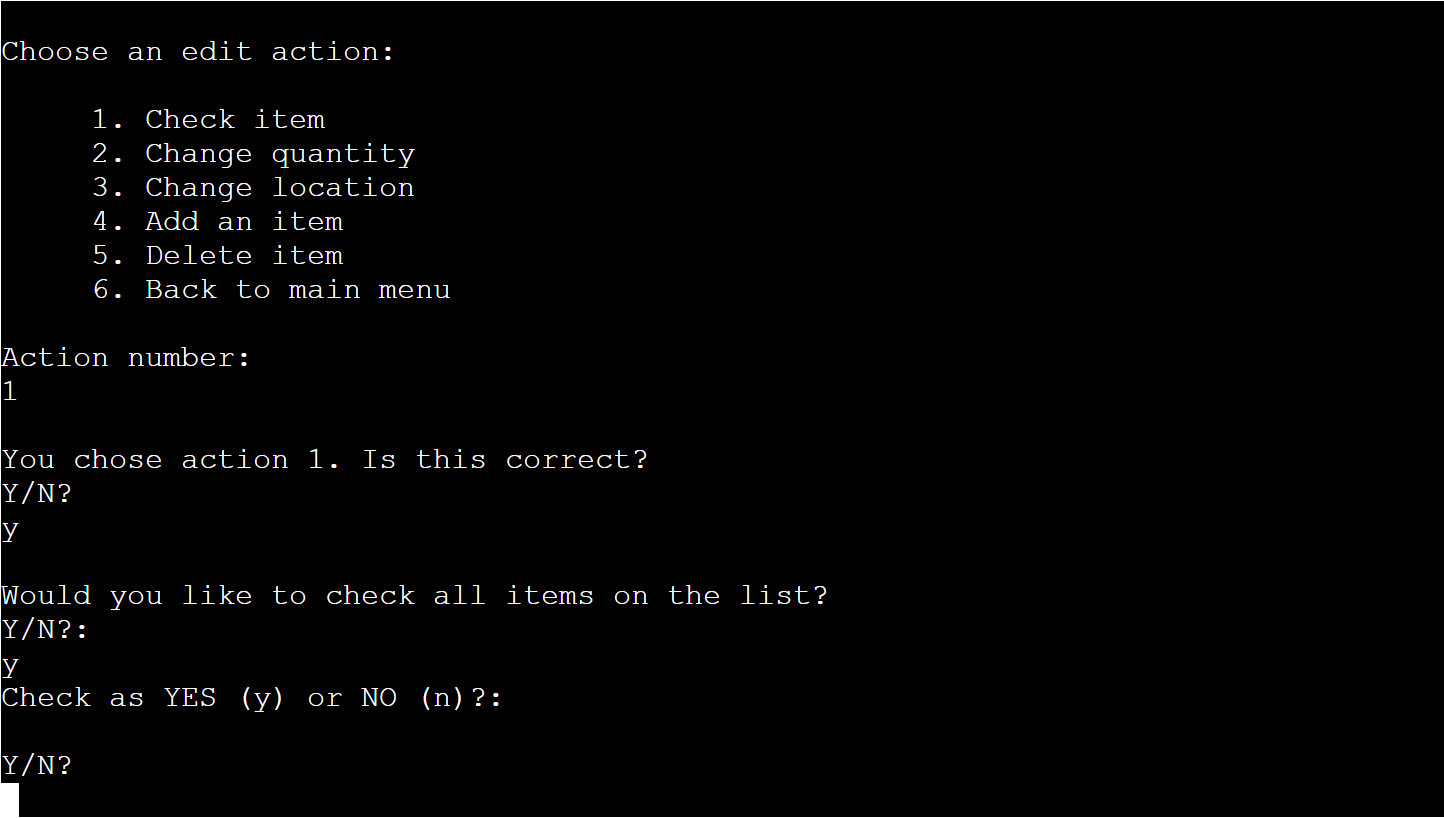 Choose an edit action:
1. Check item
2. Change quantity
3. Change location
4. Add an item
5. Delete item
6. Back to main menu
Action number:
1
You chose action 1. Is this correct?
Y/N?
y
Would you like to check all items on the list?
Y/N?:
y
Check as YES (y) or NO (n)?:
Y/N?